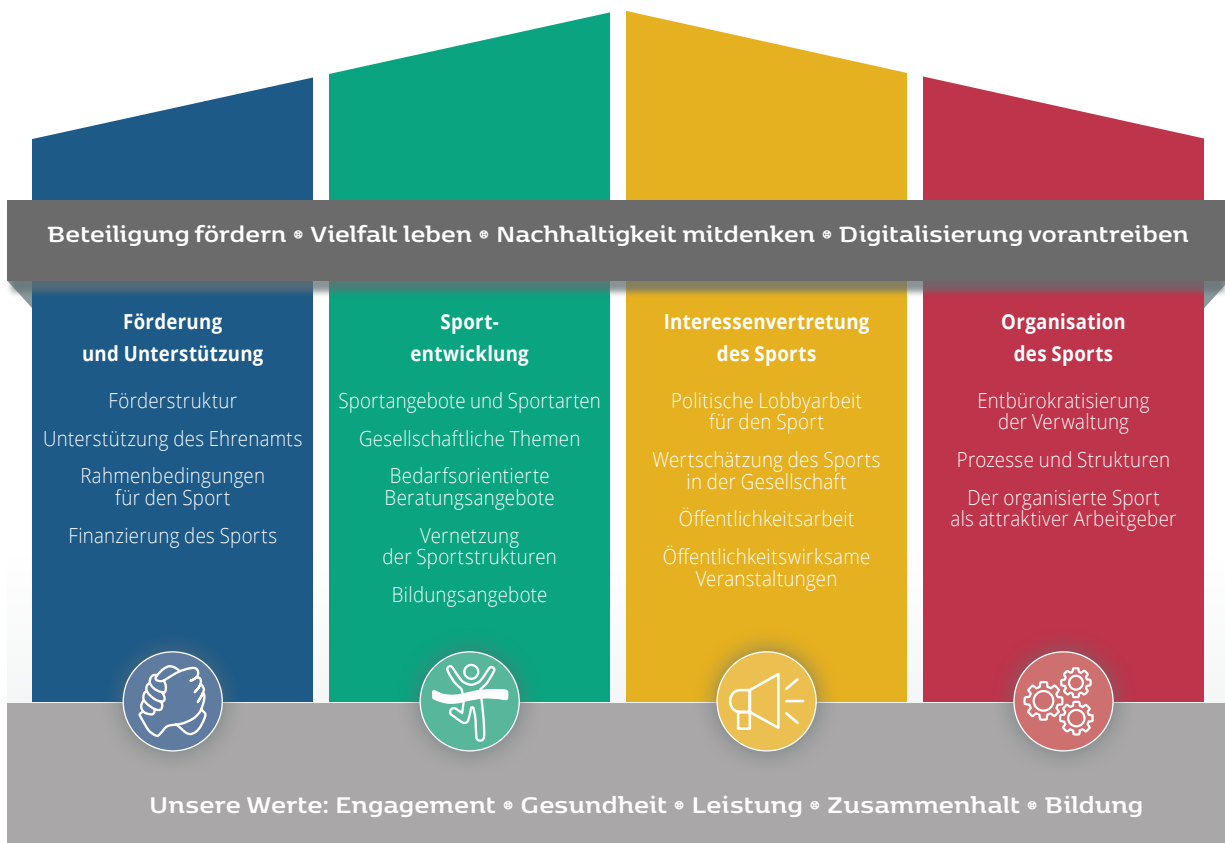 Beteiligung fördern • Vielfalt leben • Nachhaltigkeit mitdenken • Digitalisierung vorantreiben
Förderung
und Unterstützung
Förderstruktur
Unterstützung des Ehrenamts
Rahmenbedingungen
für den Sport
Finanzierung des Sports
Sport-
entwicklung
Sportangebote und Sportarten
Gesellschaftliche Themen
Bedarfsorientierte
Beratungsangebote
Vernetzung
der Sportstrukturen
Bildungsangebote
Interessenvertretung
des Sports
Politische Lobbyarbeit
für den Sport
Wertschätzung des Sports
in der Gesellschaft
Öffentlichkeitsarbeit
Öffentlichkeitswirksame
Veranstaltungen
Organisation
des Sports
Entbürokratisierung
der Verwaltung
Prozesse und Strukturen
Der organisierte Sport
als attraktiver Arbeitgeber
Unsere Werte: Engagement • Gesundheit • Leistung • Zusammenhalt • Bildung